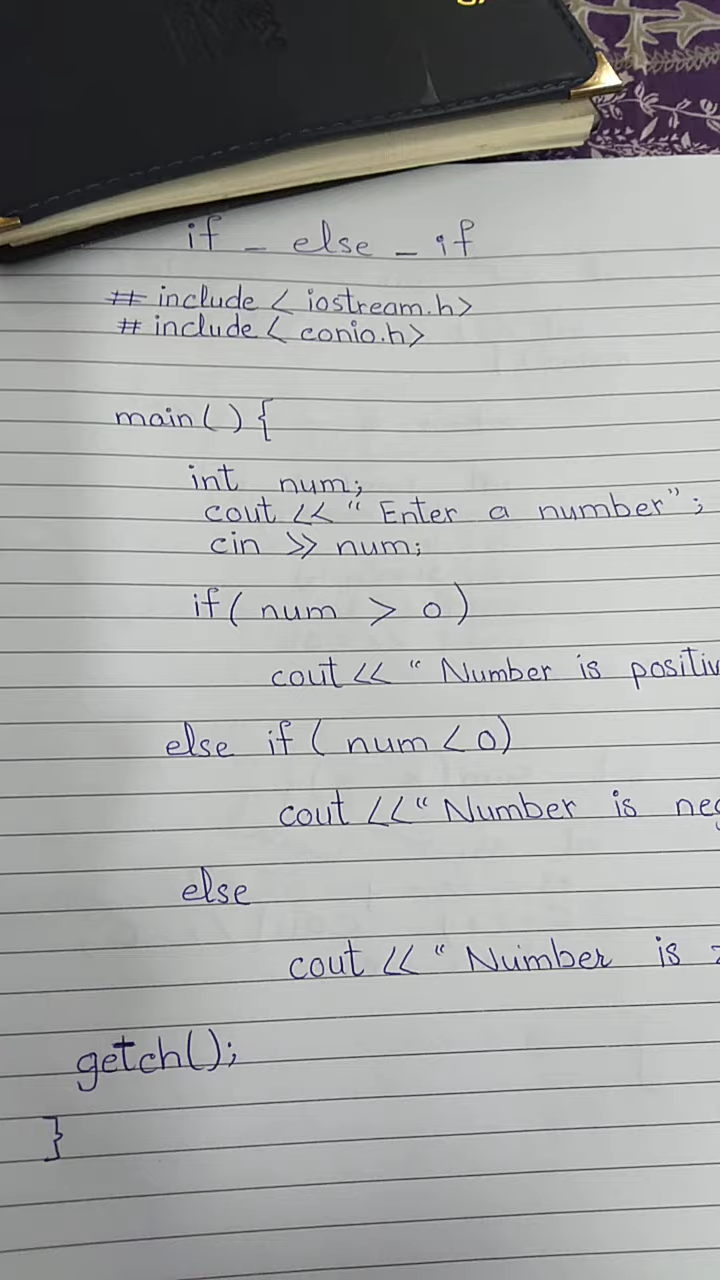 if - else - if
# include < iostream.h>
# include < conio.h>
main() {
int num;
cout << " Enter a number";
cin >> num;
if ( num > 0 )
cout << " Number is
else if ( num < 0)
cout << " Number is
else
cout << " Number is
getch();
}